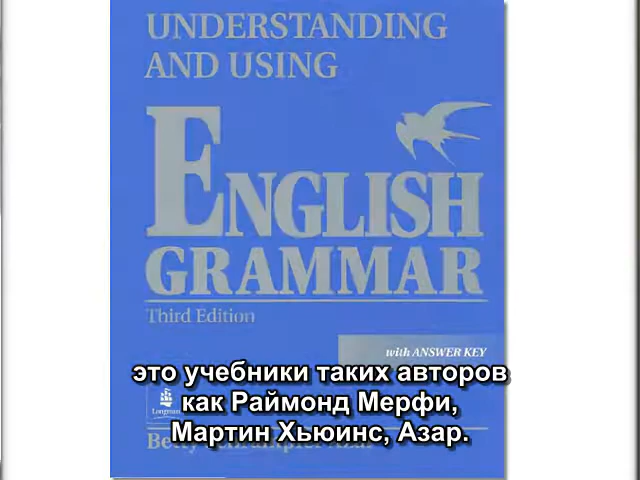 UNDERSTANDING
AND USING
ENGLISH
GRAMMAR
Third Edition
with ANSWER KEY
это учебники таких авторов
Longman
как Раймонд Мерфи,
Мартин Хьюинс, Азар.